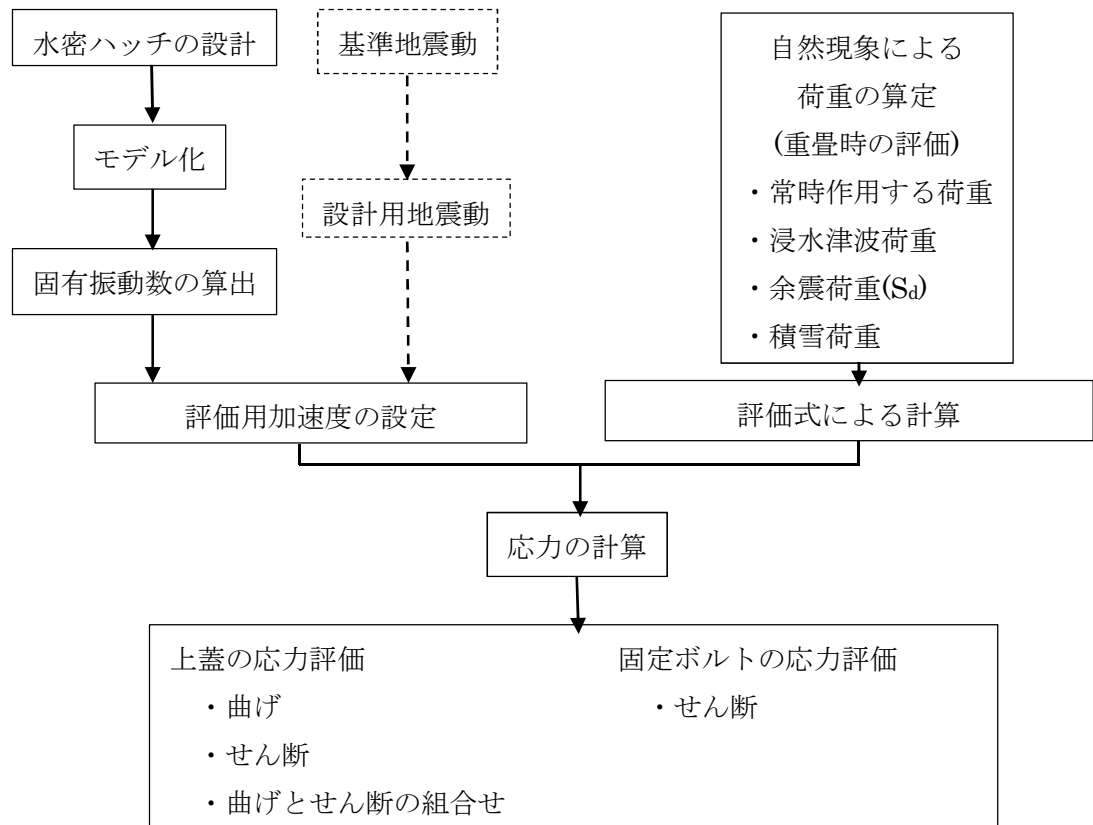 水密ハッチの設計
基準地震動
自然現象による
荷重の算定
(重畳時の評価)
・常時作用する荷重
・浸水津波荷重
・余震荷重(Sd)
・積雪荷重
モデル化
設計用地震動
固有振動数の算出
評価用加速度の設定
評価式による計算
応力の計算
上蓋の応力評価
・曲げ
・せん断
・曲げとせん断の組合せ
固定ボルトの応力評価
・せん断